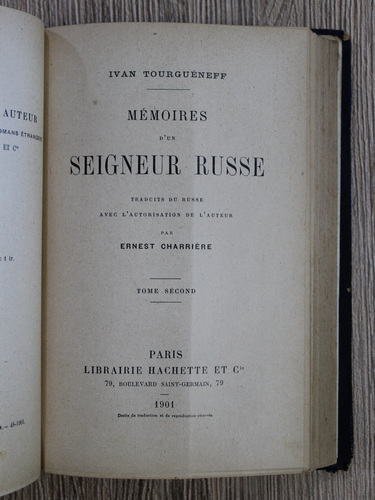 AUTEUR
ROMANS ÉTRANGERS
ET Cie
IVAN TOURGUÉNEFF
MÉMOIRES
D'UN
SEIGNEUR RUSSE
TRADUITS DU RUSSE
AVEC L'AUTORISATION DE L'AUTEUR
PAR
ERNEST CHARRIÈRE
TOME SECOND
PARIS
LIBRAIRIE HACHETTE ET Cie
79, BOULEVARD SAINT-GERMAIN, 79
1901
Droits de traduction et de reproduction réservés.